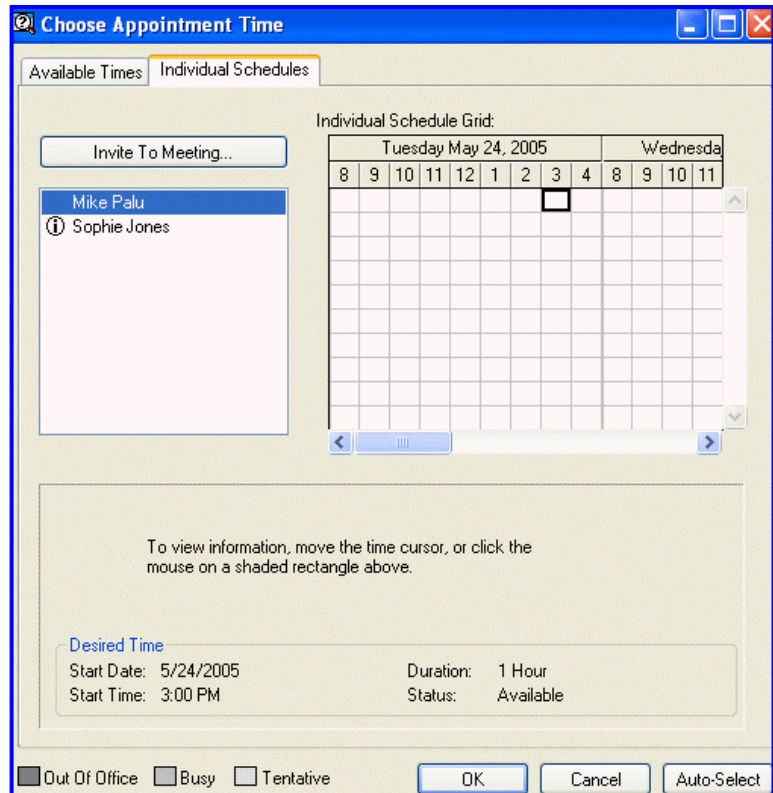 Choose Appointment Time
Available Times Individual Schedules
Individual Schedule Grid:
Invite To Meeting...
Tuesday May 24, 2005 Wednesda
8 9 10 11 12 1 2 3 4 8 9 10 11
Mike Palu
Sophie Jones
To view information, move the time cursor, or click the
mouse on a shaded rectangle above.
Desired Time
Start Date: 5/24/2005 Duration: 1 Hour
Start Time: 3:00 PM Status: Available
Out Of Office Busy Tentative OK Cancel Auto-Select